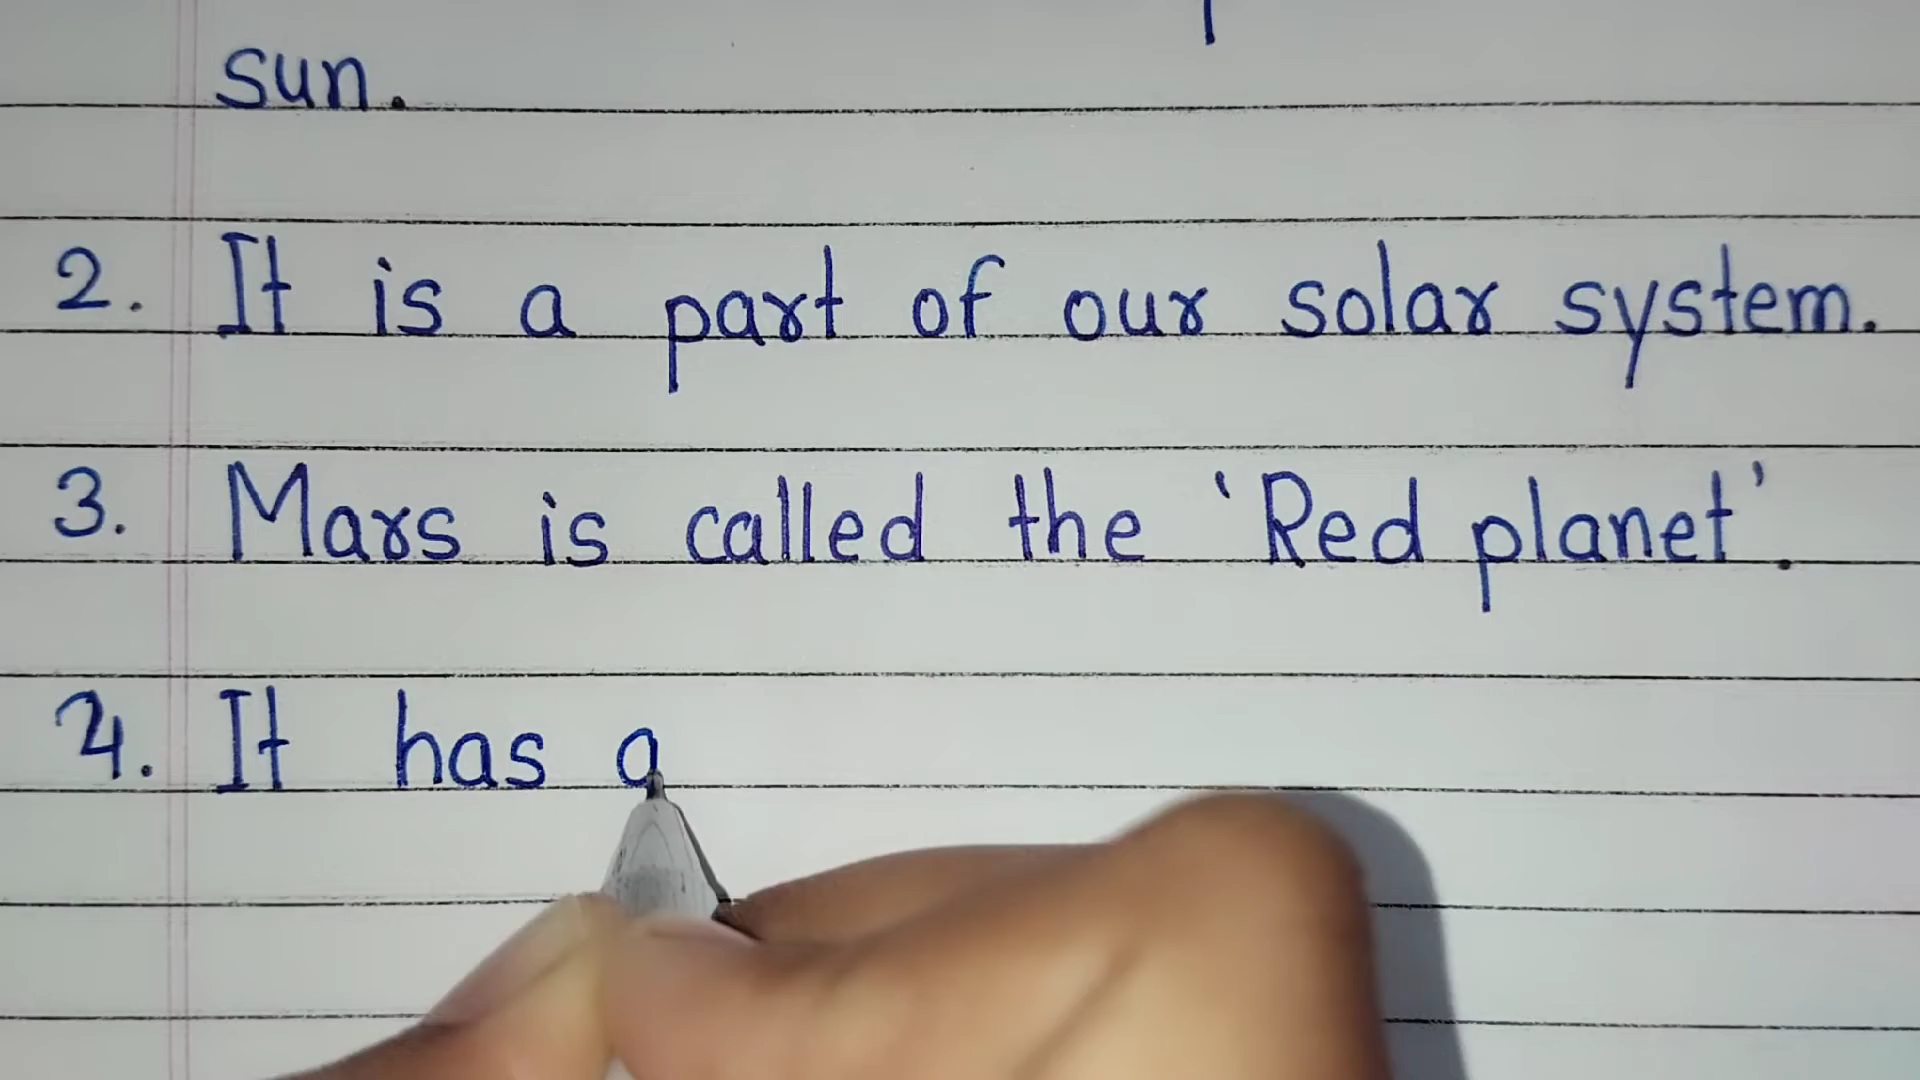 sun.
2. It is a part of our solar system.
3. Mars is called the 'Red planet'.
4. It has a